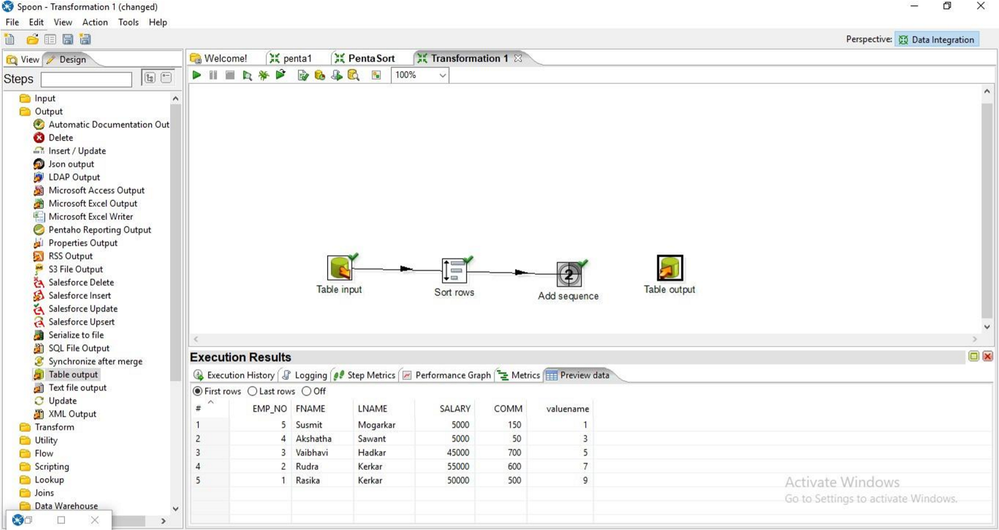 Spoon - Transformation 1 (changed)
File Edit View Action Tools Help
Perspective: Data Integration
View Design
Steps
Input
Output
Automatic Documentation Out
Delete
Insert / Update
Json output
LDAP Output
Microsoft Access Output
Microsoft Excel Output
Microsoft Excel Writer
Pentaho Reporting Output
Properties Output
RSS Output
S3 File Output
Salesforce Delete
Salesforce Insert
Salesforce Update
Salesforce Upsert
Serialize to file
SQL File Output
Synchronize after merge
Table output
Text file output
Update
XML Output
Transform
Utility
Flow
Scripting
Lookup
Joins
Data Warehouse
Welcome! penta1 PentaSort Transformation 1
100%
2
Table input Sort rows Add sequence Table output
Execution Results
Execution History Logging Step Metrics Performance Graph Metrics Preview data
First rows Last rows Off
# EMP_NO FNAME LNAME SALARY COMM valuename
1 5 Susmit Mogarkar 5000 150 1
2 4 Akshatha Sawant 5000 50 3
3 3 Vaibhavi Hadkar 45000 700 5
4 2 Rudra Kerkar 55000 600 7
5 1 Rasika Kerkar 50000 500 9
Activate Windows
Go to Settings to activate Windows.